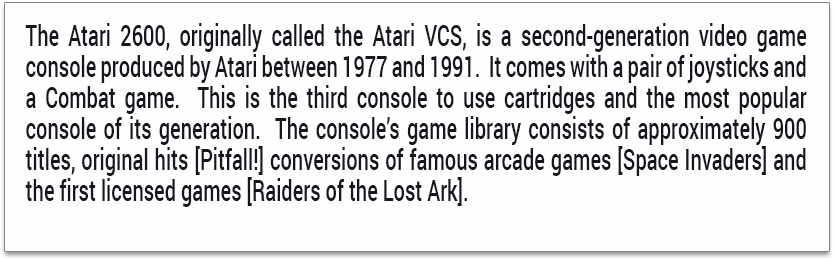 The Atari 2600, originally called the Atari VCS, is a second-generation video game
console produced by Atari between 1977 and 1991.  It comes with a pair of joysticks and
a Combat game.  This is the third console to use cartridges and the most popular
console of its generation.  The console's game library consists of approximately 900
titles, original hits [Pitfall!] conversions of famous arcade games [Space Invaders] and
the first licensed games [Raiders of the Lost Ark].